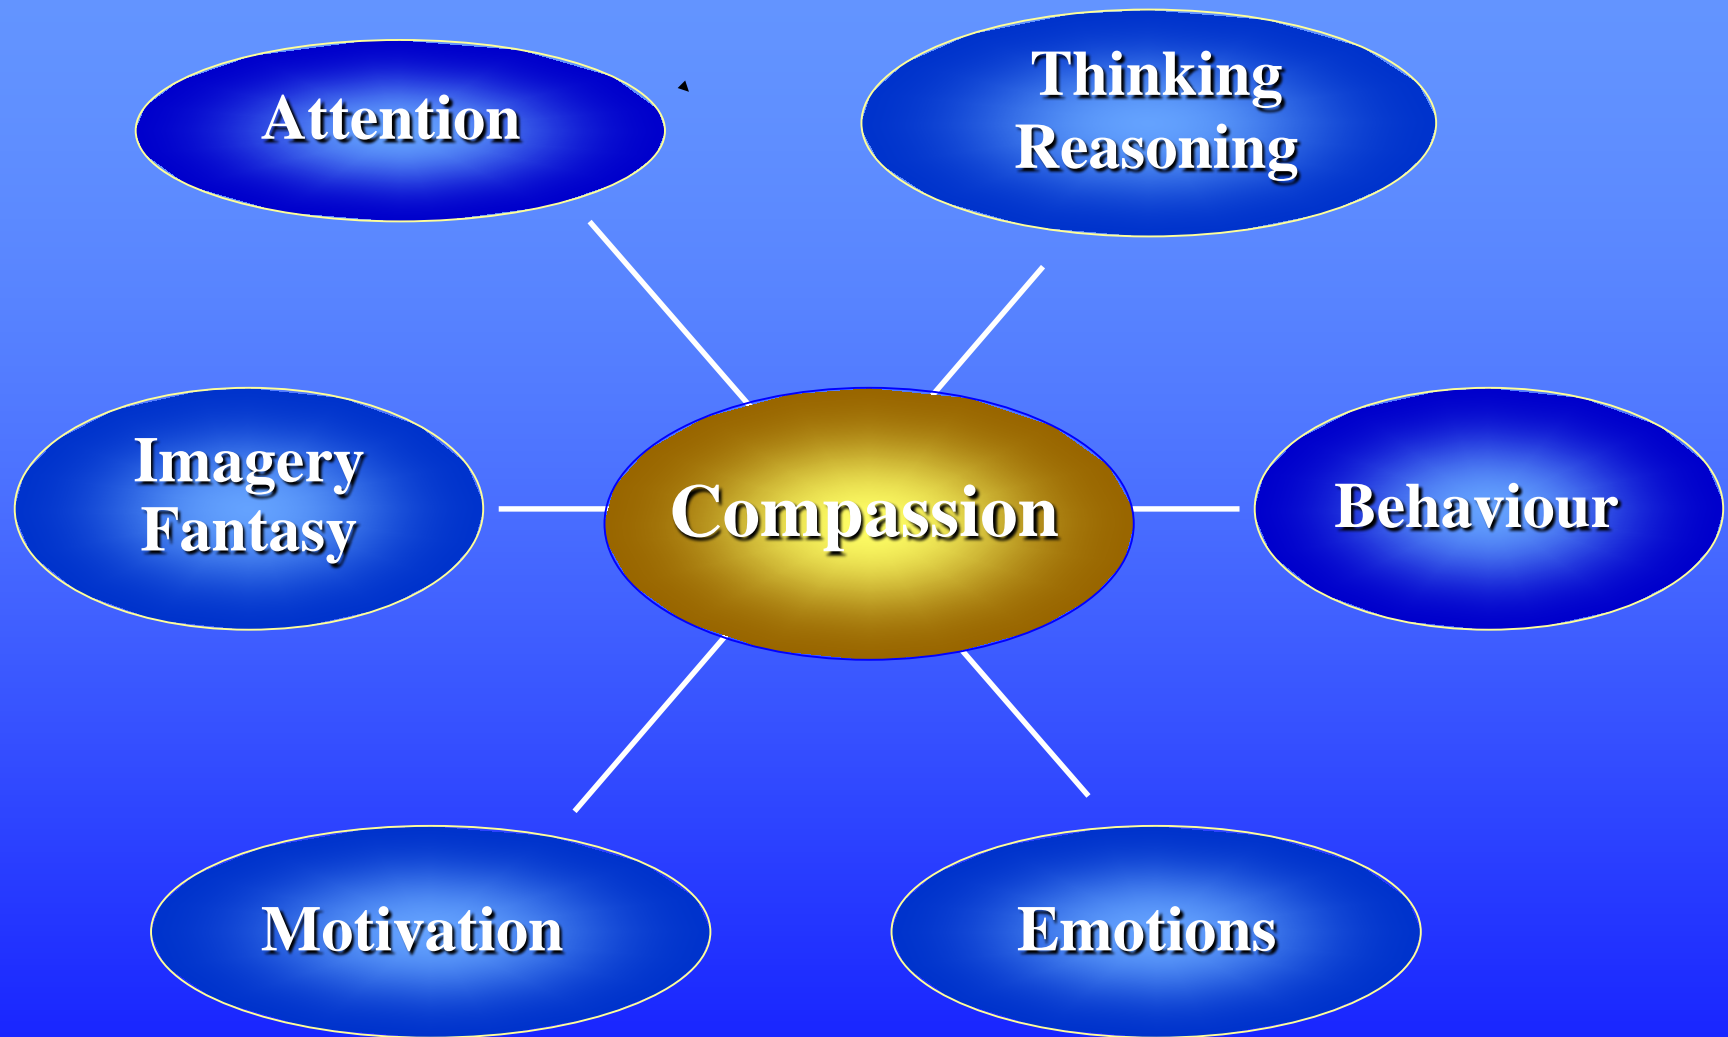 Attention
Thinking
Reasoning
Imagery
Fantasy
Compassion
Behaviour
Motivation
Emotions